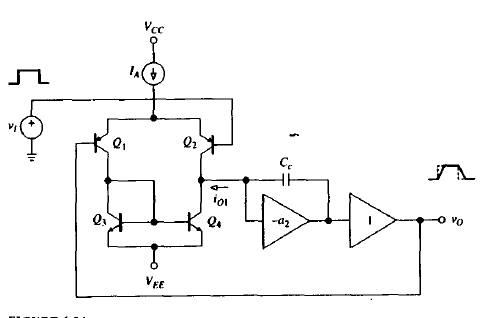 V_CC
I_A
v_I
Q_1
Q_2
C_c
i_O1
Q_3
Q_4
-a_2
1
v_O
V_EE